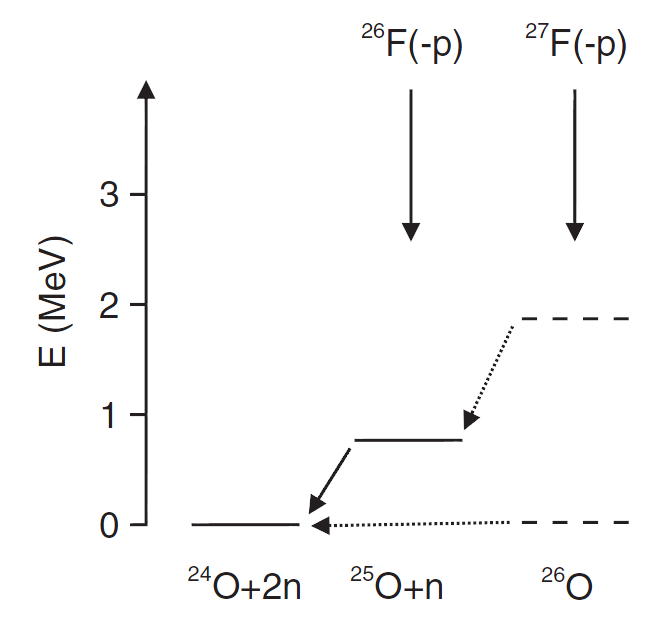 ²⁶F(-p) ²⁷F(-p)
3
2
1
0
E (MeV)
²⁴O+2n ²⁵O+n ²⁶O